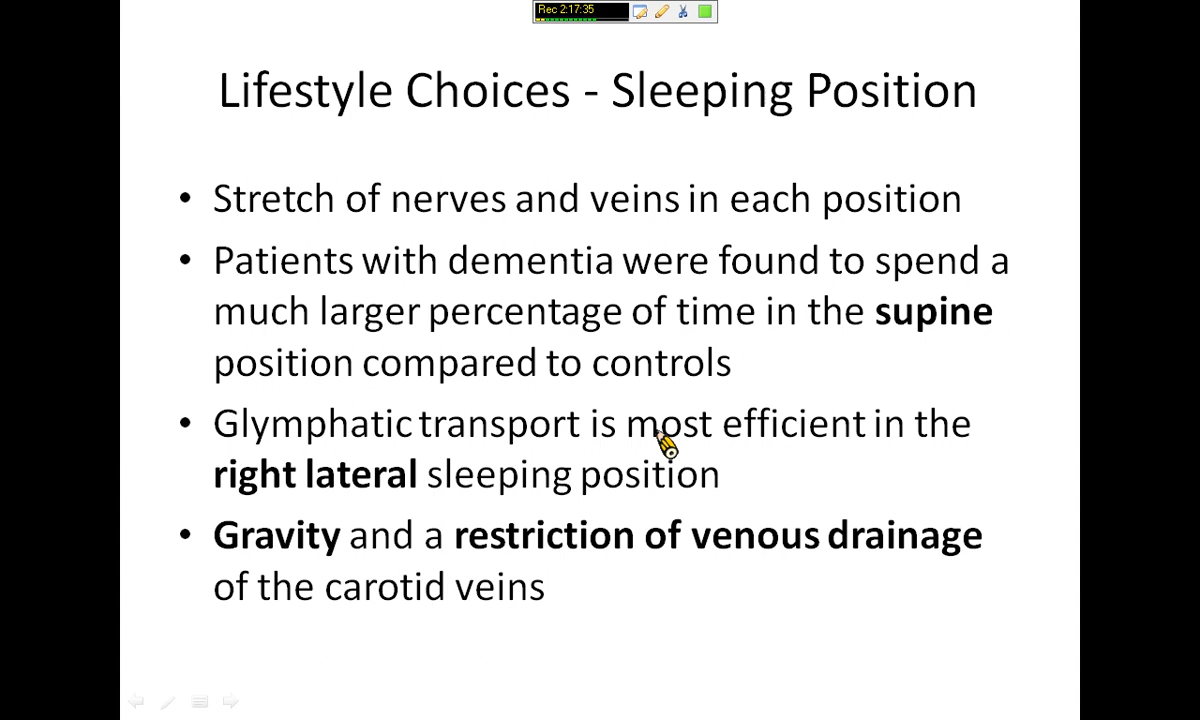 Rec 2:17:35
Lifestyle Choices - Sleeping Position
• Stretch of nerves and veins in each position
• Patients with dementia were found to spend a
much larger percentage of time in the supine
position compared to controls
• Glymphatic transport is most efficient in the
right lateral sleeping position
• Gravity and a restriction of venous drainage
of the carotid veins